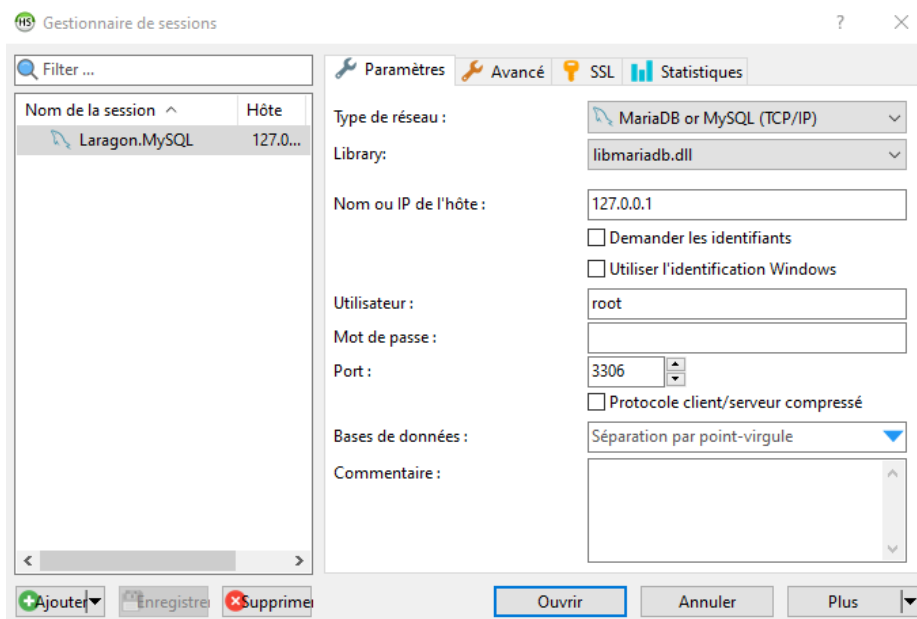 HS Gestionnaire de sessions ?
Filter ...
Nom de la session Hôte
Laragon.MySQL 127.0...
Paramètres Avancé SSL Statistiques
Type de réseau : MariaDB or MySQL (TCP/IP)
Library: libmariadb.dll
Nom ou IP de l'hôte : 127.0.0.1
Demander les identifiants
Utiliser l'identification Windows
Utilisateur : root
Mot de passe :
Port : 3306
Protocole client/serveur compressé
Bases de données : Séparation par point-virgule
Commentaire :
Ajouter Enregistrer Supprimer Ouvrir Annuler Plus